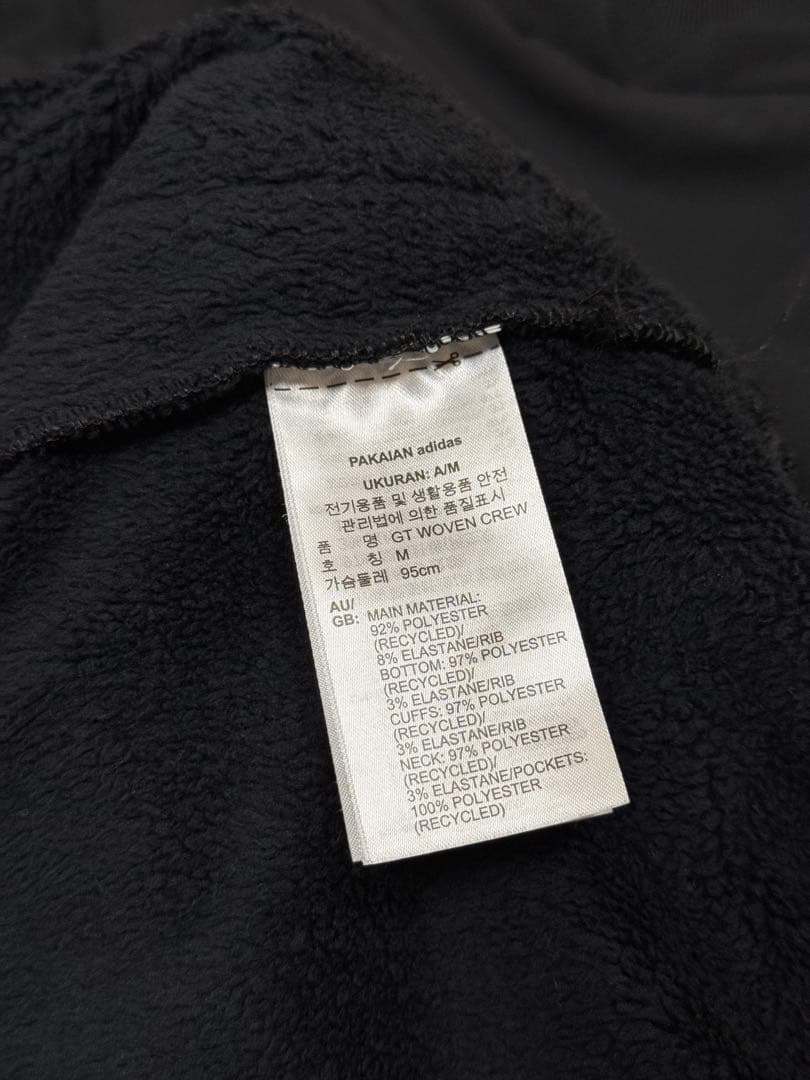 PAKAIAN adidas
UKURAN: A/M
전기용품 및 생활용품 안전
관리법에 의한 품질표시
품 명 GT WOVEN CREW
호 칭 M
가슴둘레 95cm
AU/
GB: MAIN MATERIAL:
92% POLYESTER
(RECYCLED)/
8% ELASTANE/RIB
BOTTOM: 97% POLYESTER
(RECYCLED)/
3% ELASTANE/RIB
CUFFS: 97% POLYESTER
(RECYCLED)/
3% ELASTANE/RIB
NECK: 97% POLYESTER
(RECYCLED)/
3% ELASTANE/POCKETS:
100% POLYESTER
(RECYCLED)